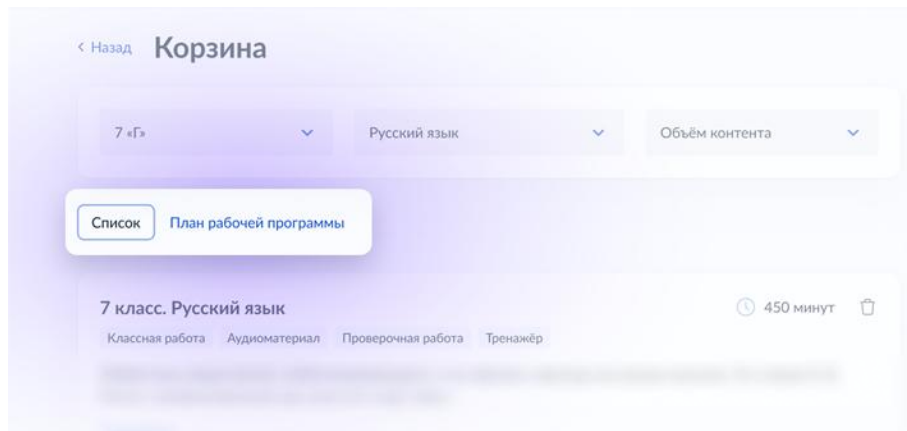 Назад Корзина
7 «Г» Русский язык Объём контента
Список План рабочей программы
7 класс. Русский язык 450 минут
Классная работа Аудиоматериал Проверочная работа Тренажёр